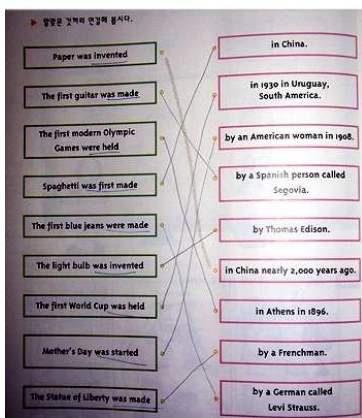 ▶ 알맞은 것끼리 연결해 봅시다.
Paper was invented
The first guitar was made
The first modern Olympic
Games were held
Spaghetti was first made
The first blue jeans were made
The light bulb was invented
The first World Cup was held
Mother's Day was started
The Statue of Liberty was made
in China.
in 1930 in Uruguay,
South America.
by an American woman in 1908.
by a Spanish person called
Segovia.
by Thomas Edison.
in China nearly 2,000 years ago.
in Athens in 1896.
by a Frenchman.
by a German called
Levi Strauss.